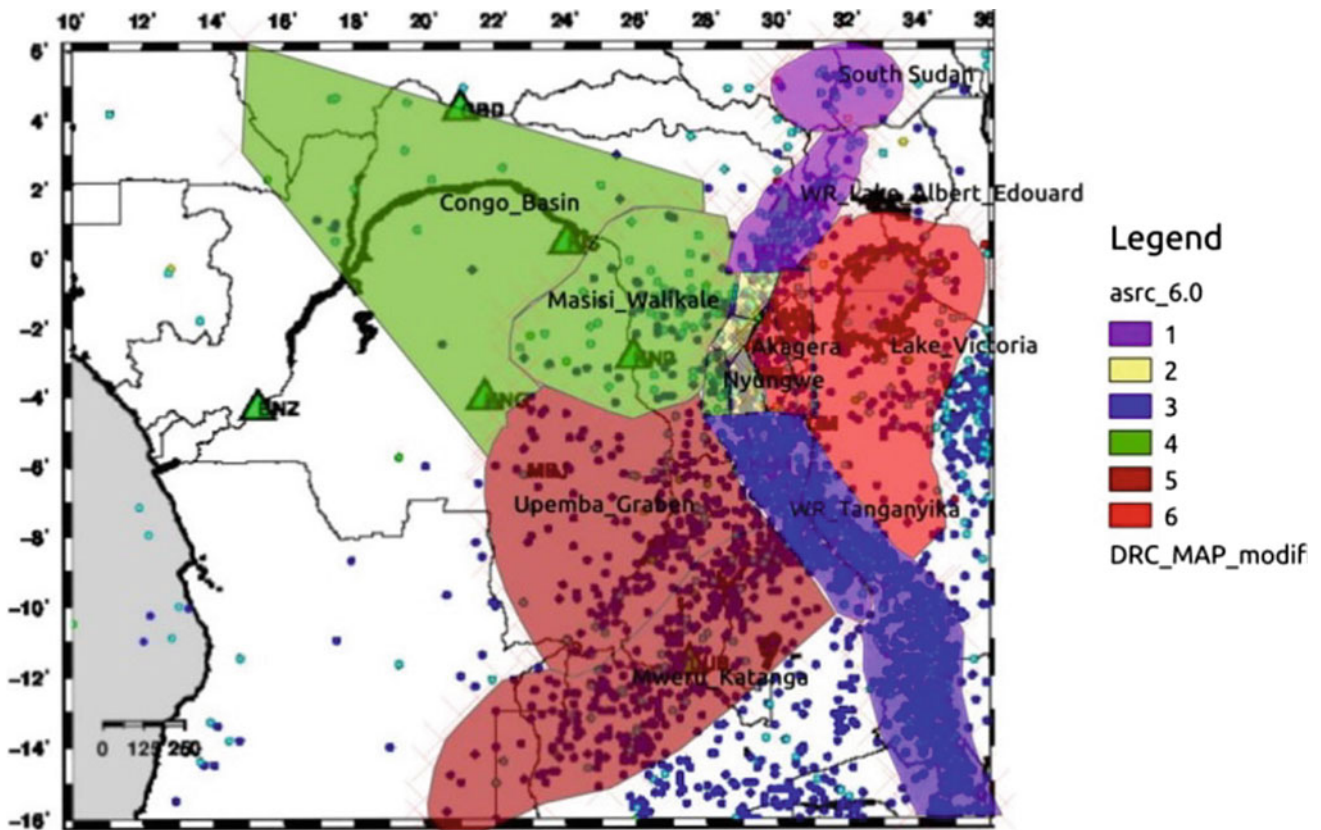 10˚ 12˚ 14˚ 16˚ 18˚ 20˚ 22˚ 24˚ 26˚ 28˚ 30˚ 32˚ 34˚ 36˚
6˚
South Sudan
4˚
2˚
WR_Lake_Albert_Edouard
Congo_Basin
Legend
0˚
asrc_6.0
Masisi_Walikale
1
−2˚
Akagera
Lake_Victoria
2
Nyungwe
3
−4˚
BNZ
4
−6˚
5
Upemba_Graben
WR_Tanganyika
6
−8˚
DRC_MAP_modif
−10˚
−12˚
Mweru_Katanga
−14˚
0 125 250
−16˚